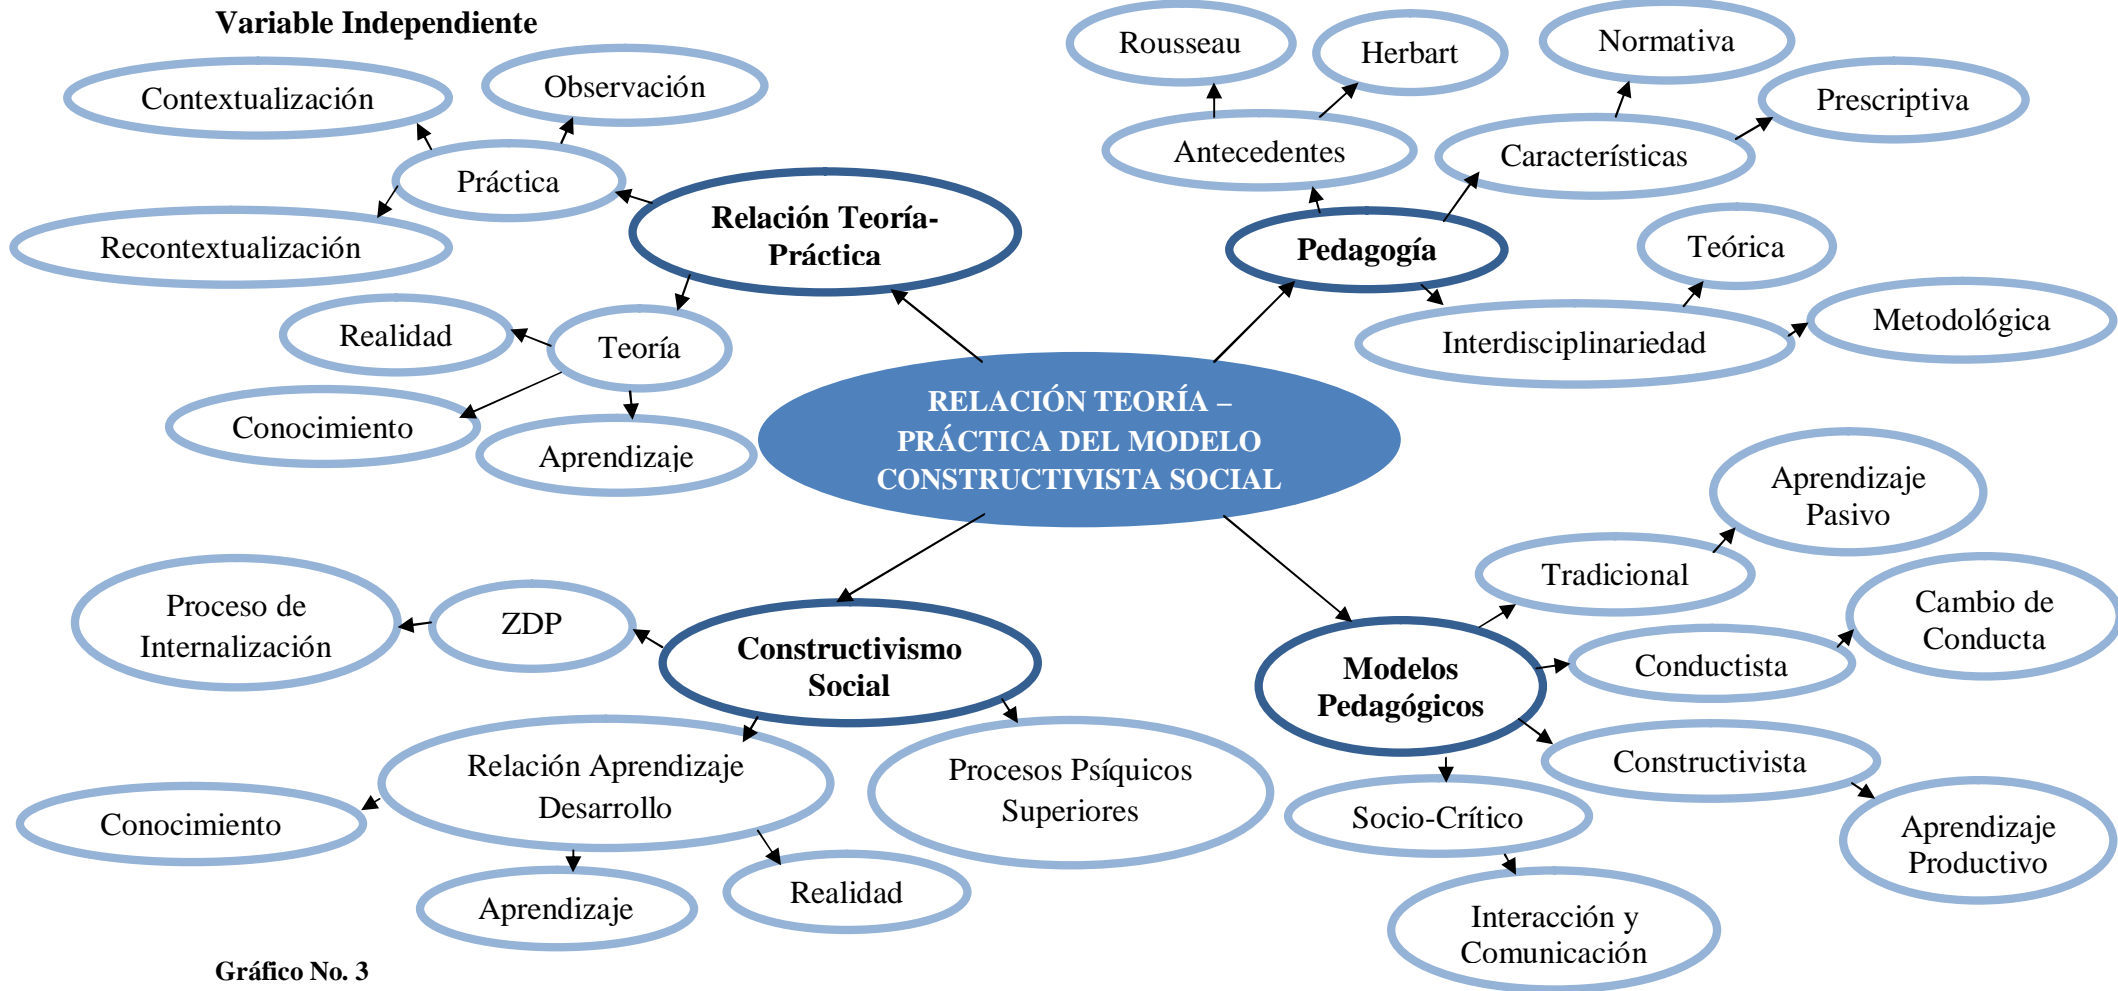 Variable Independiente
Contextualización
Observación
Práctica
Recontextualización
Relación Teoría-
Práctica
Realidad
Teoría
Conocimiento
Aprendizaje
Rousseau
Herbart
Normativa
Prescriptiva
Antecedentes
Características
Pedagogía
Teórica
Interdisciplinariedad
Metodológica
RELACIÓN TEORÍA –
PRÁCTICA DEL MODELO
CONSTRUCTIVISTA SOCIAL
Proceso de
Internalización
ZDP
Constructivismo
Social
Relación Aprendizaje
Desarrollo
Procesos Psíquicos
Superiores
Conocimiento
Aprendizaje
Realidad
Aprendizaje
Pasivo
Tradicional
Cambio de
Conducta
Conductista
Modelos
Pedagógicos
Constructivista
Socio-Crítico
Aprendizaje
Productivo
Interacción y
Comunicación
Gráfico No. 3